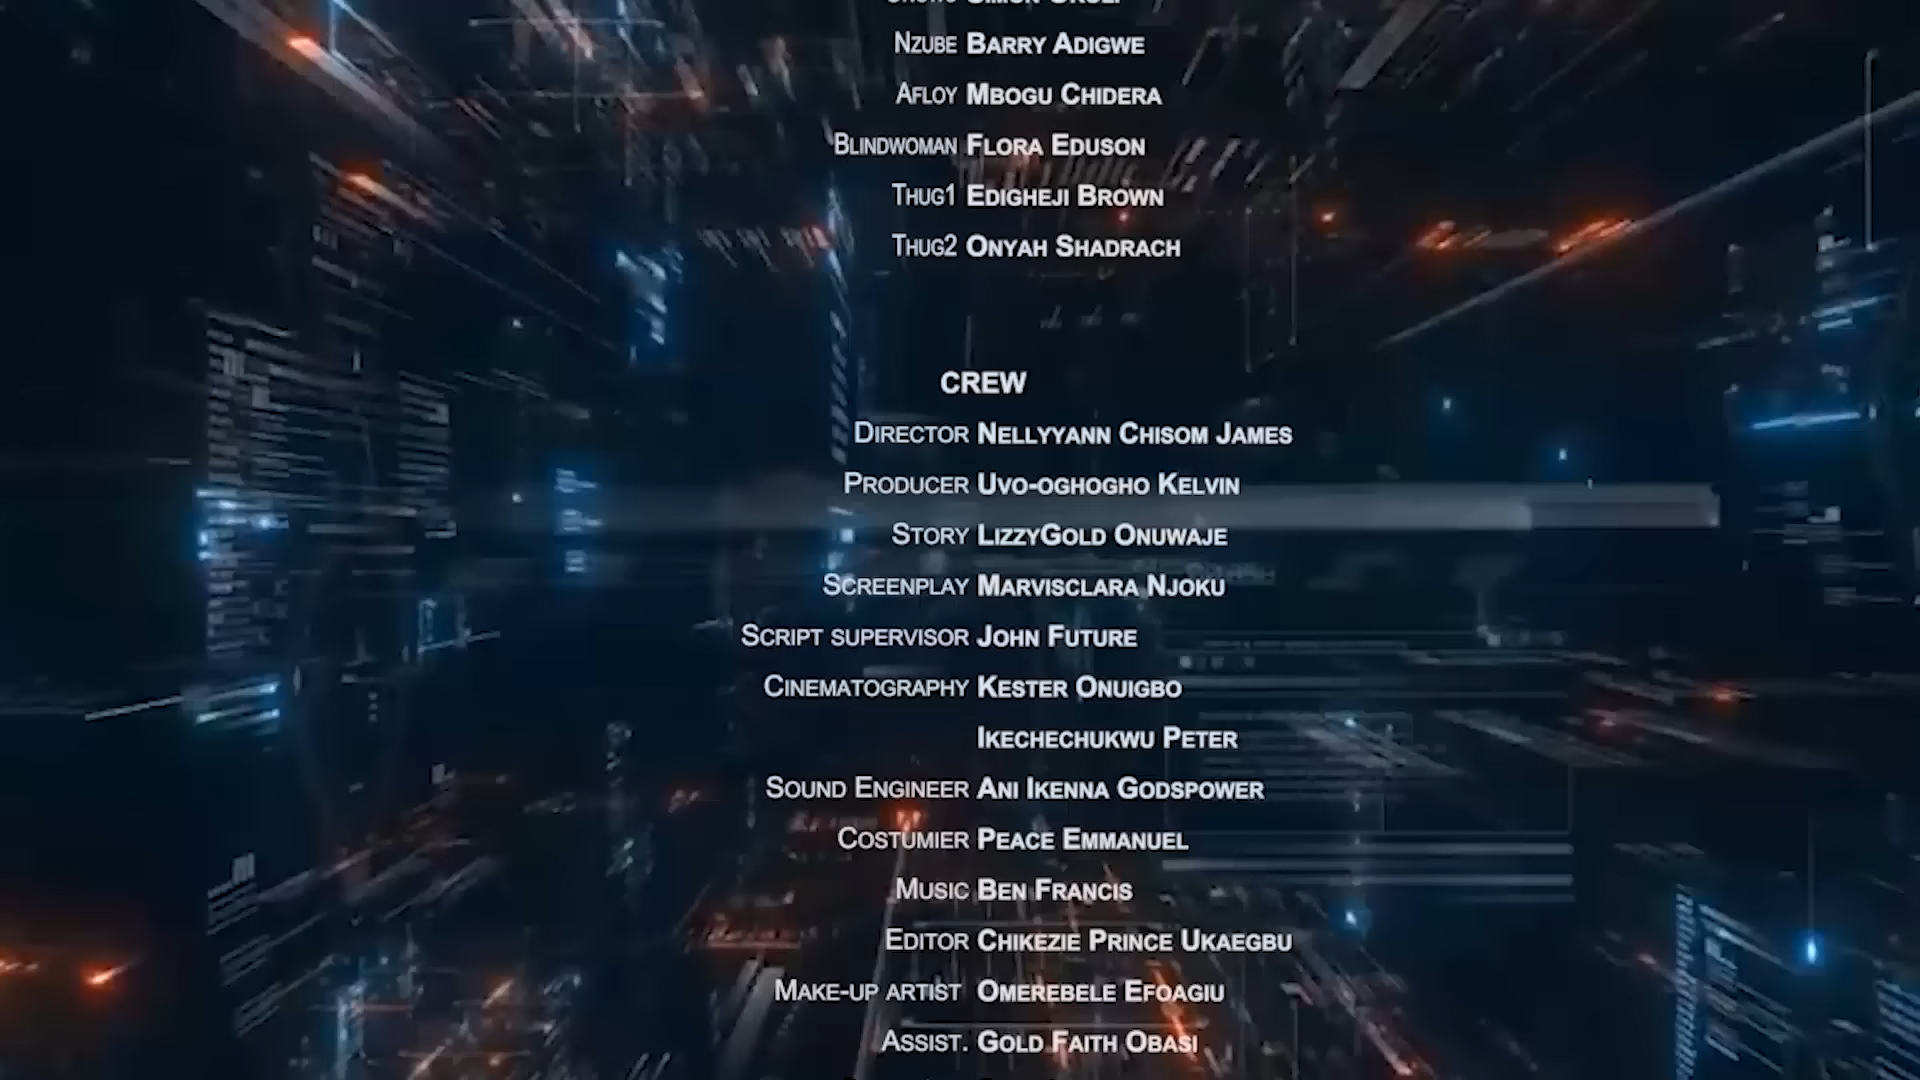 Nzube Barry Adigwe
Afloy Mbogu Chidera
Blindwoman Flora Eduson
Thug1 Edigheji Brown
Thug2 Onyah Shadrach
CREW
Director Nellyyann Chisom James
Producer Uvo-oghogho Kelvin
Story LizzyGold Onuwaje
Screenplay Marvisclara Njoku
Script supervisor John Future
Cinematography Kester Onuigbo
Ikechechukwu Peter
Sound Engineer Ani Ikenna Godspower
Costumier Peace Emmanuel
Music Ben Francis
Editor Chikezie Prince Ukaegbu
Make-up artist Omerebele Efoagiu
Assist. Gold Faith Obasi